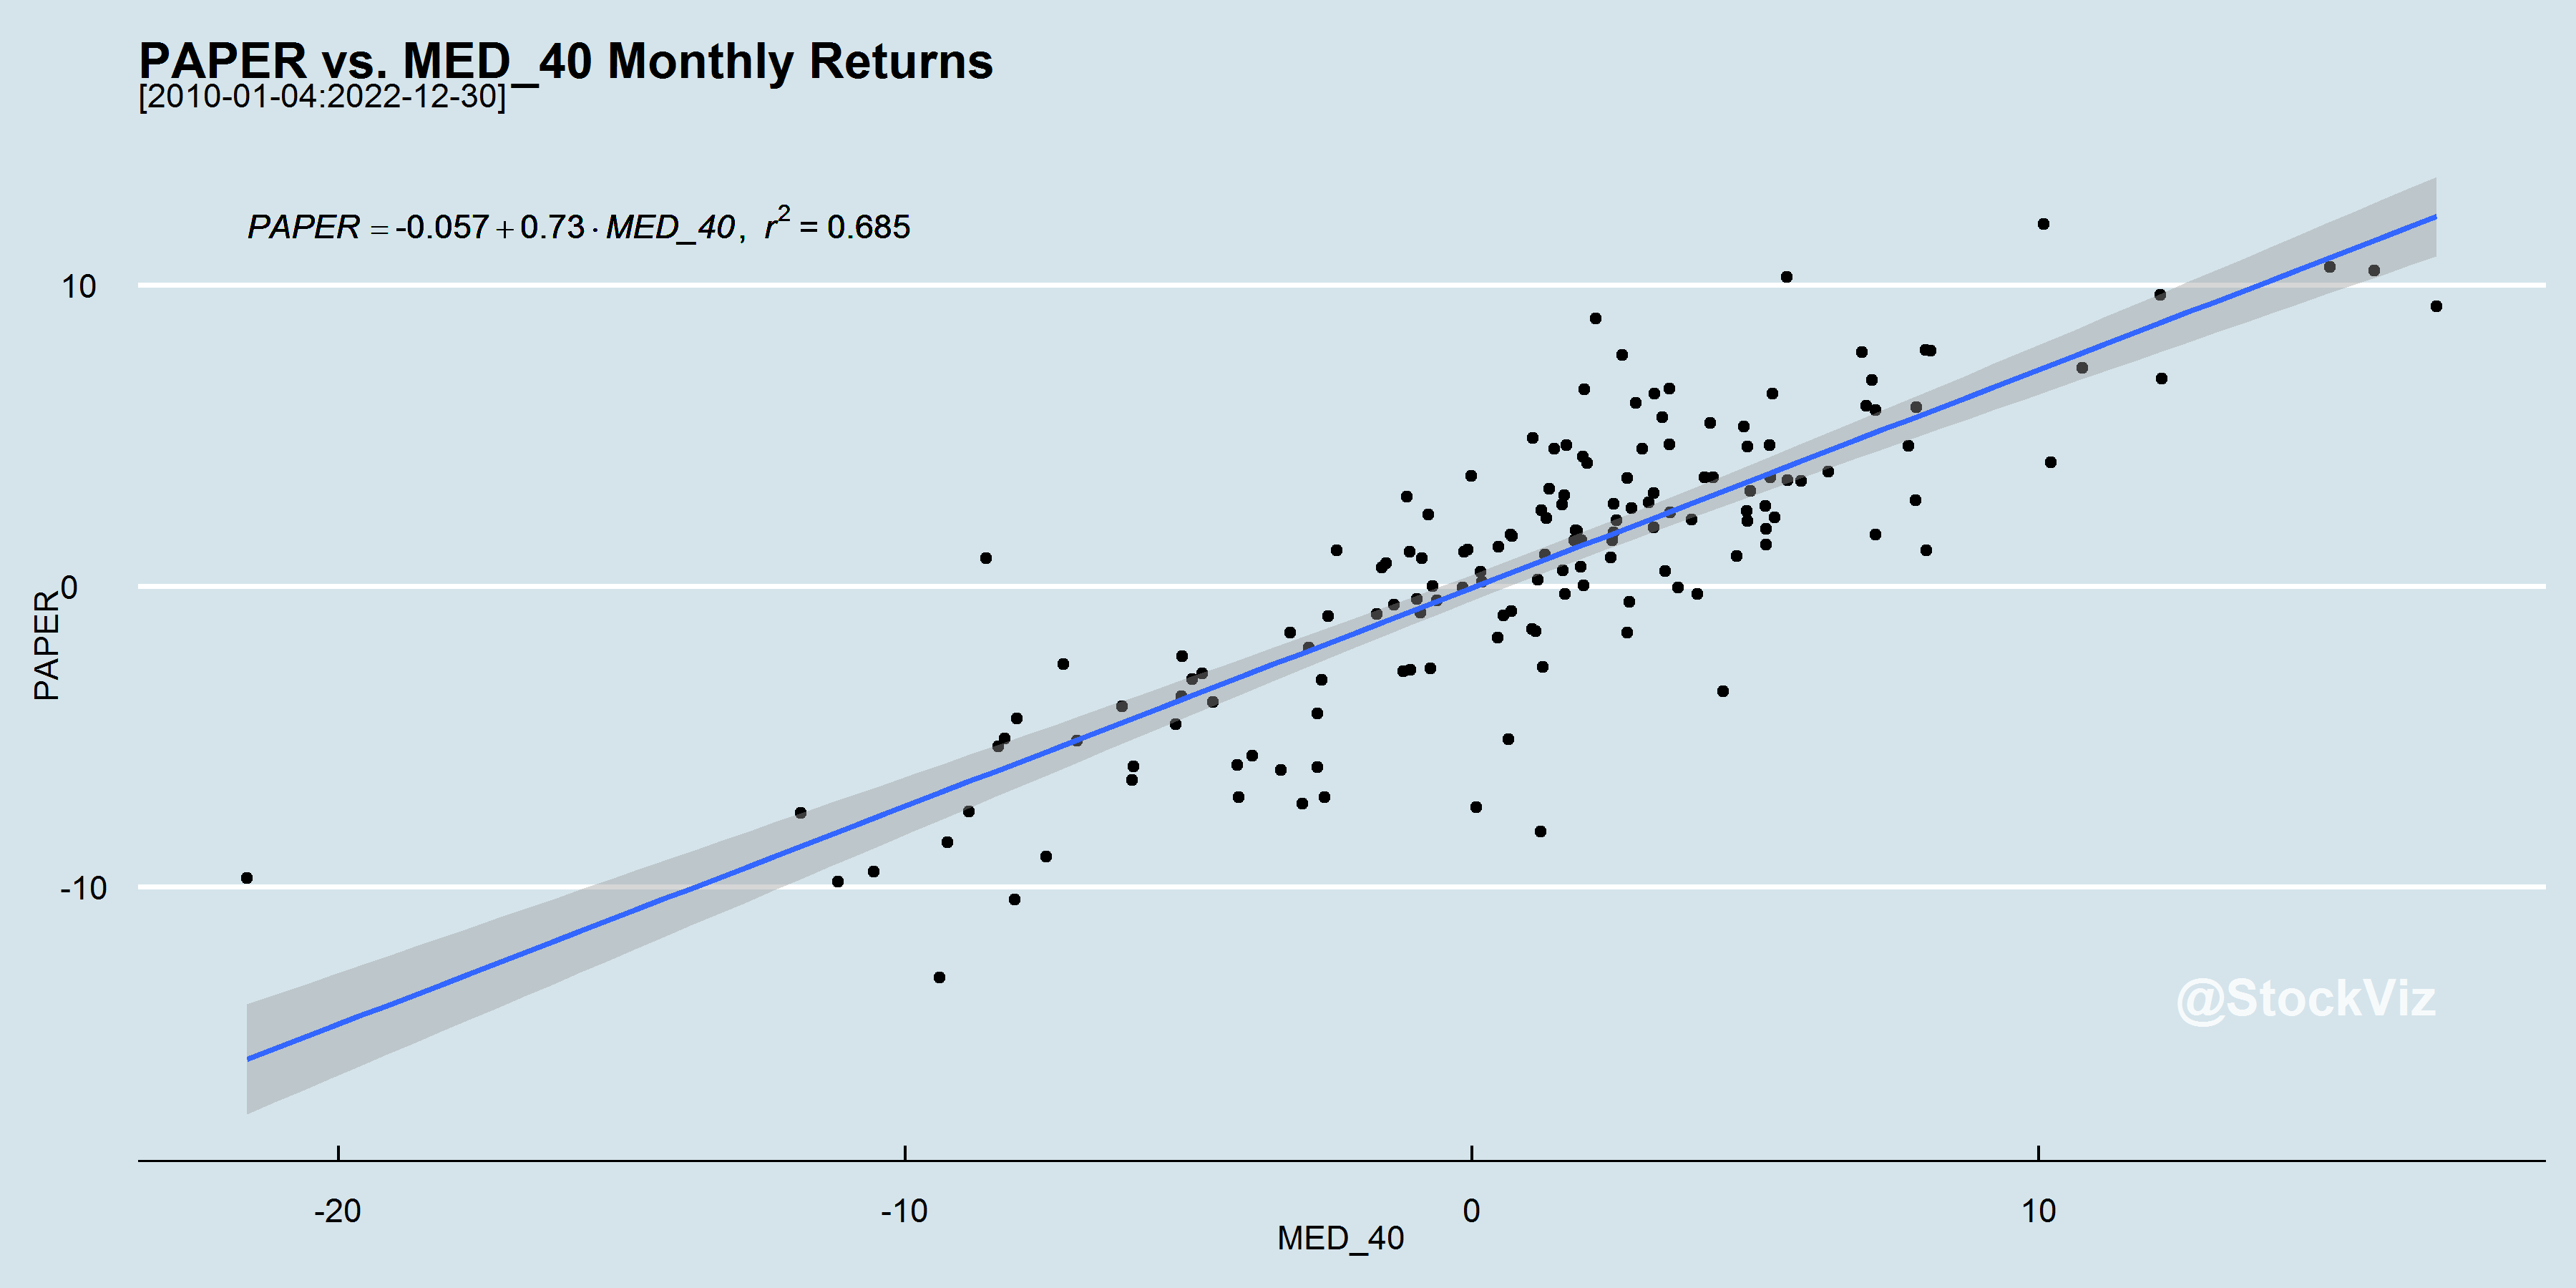 PAPER vs. MED_40 Monthly Returns
[2010-01-04:2022-12-30]
PAPER = -0.057 + 0.73 · MED_40, r² = 0.685
10
0
-10
PAPER
@StockViz
-20 -10 0 10
MED_40